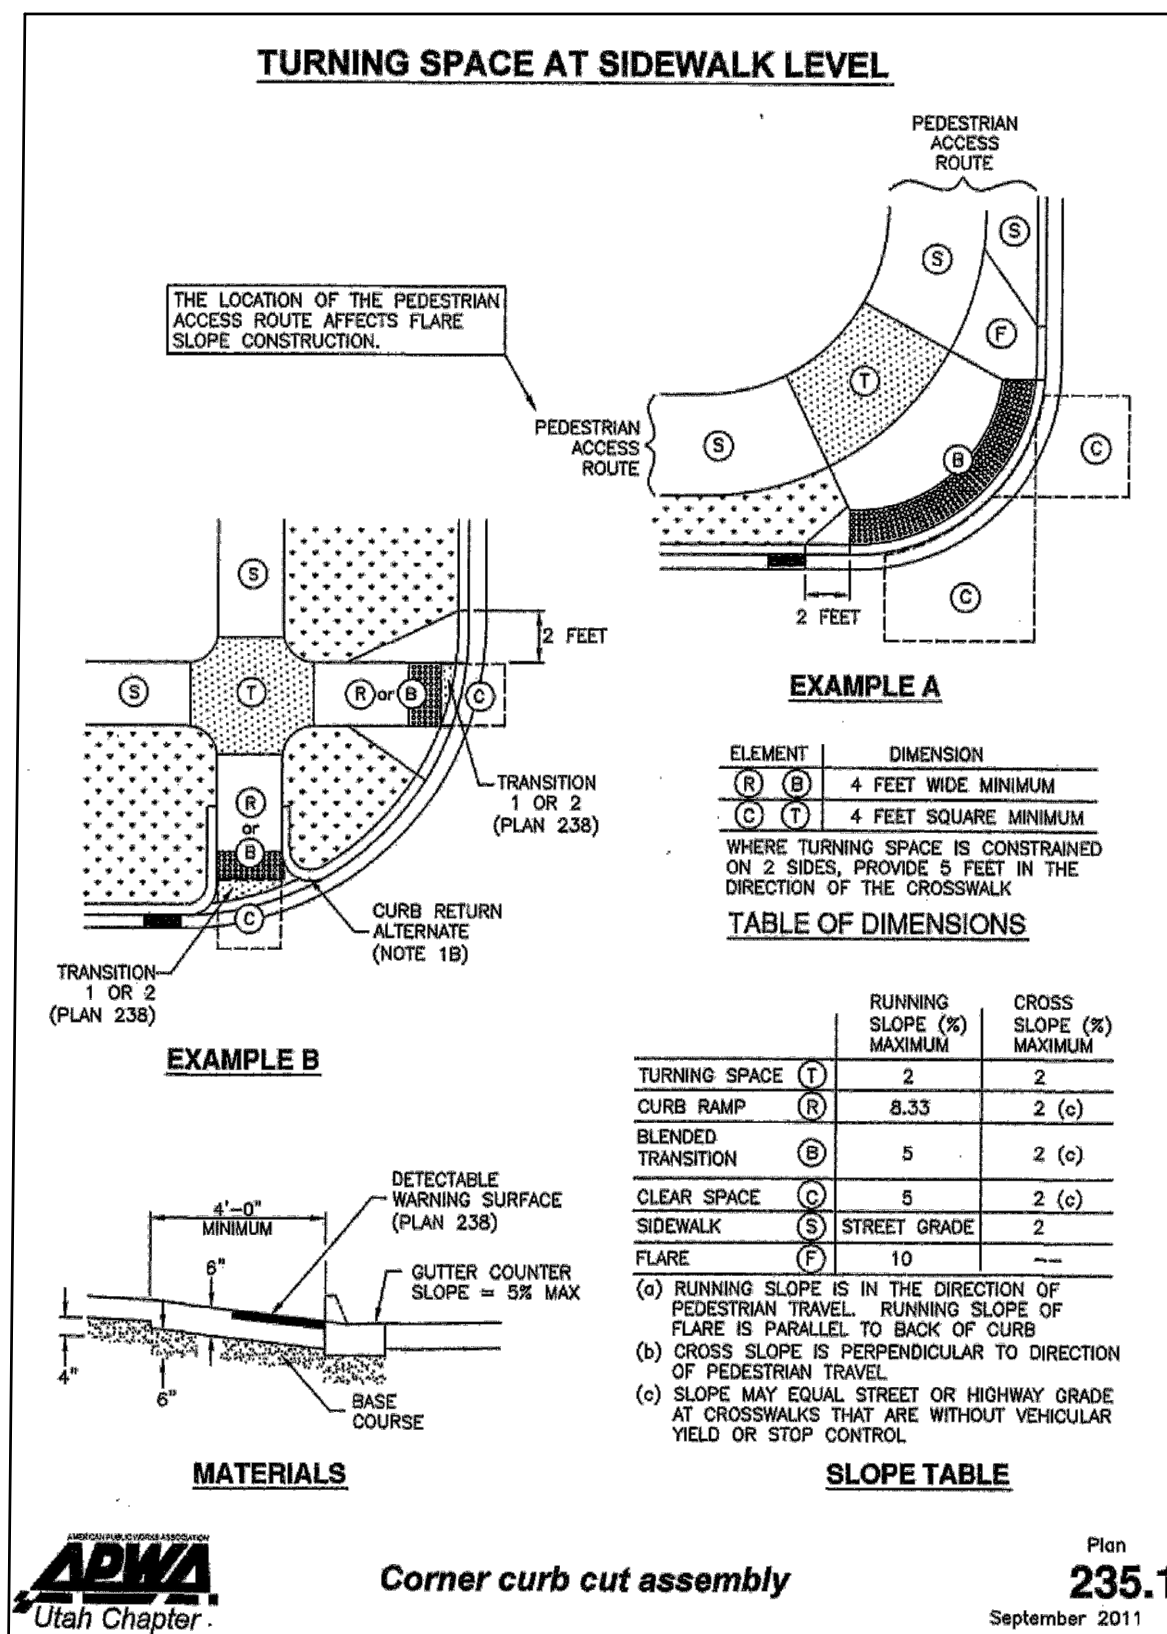 TURNING SPACE AT SIDEWALK LEVEL
PEDESTRIAN
ACCESS
ROUTE
S
S
THE LOCATION OF THE PEDESTRIAN
ACCESS ROUTE AFFECTS FLARE
SLOPE CONSTRUCTION.
F
T
PEDESTRIAN
ACCESS
ROUTE
S
B
C
C
2 FEET
EXAMPLE A
S
2 FEET
S
T
R or B
C
TRANSITION
1 OR 2
(PLAN 238)
R
or
B
C
CURB RETURN
ALTERNATE
(NOTE 1B)
TRANSITION
1 OR 2
(PLAN 238)
EXAMPLE B
ELEMENT DIMENSION
R B 4 FEET WIDE MINIMUM
C T 4 FEET SQUARE MINIMUM
WHERE TURNING SPACE IS CONSTRAINED
ON 2 SIDES, PROVIDE 5 FEET IN THE
DIRECTION OF THE CROSSWALK
TABLE OF DIMENSIONS
RUNNING
SLOPE (%)
MAXIMUM
CROSS
SLOPE (%)
MAXIMUM
TURNING SPACE T 2 2
CURB RAMP R 8.33 2 (c)
BLENDED
TRANSITION B 5 2 (c)
CLEAR SPACE C 5 2 (c)
SIDEWALK S STREET GRADE 2
FLARE F 10 --
(a) RUNNING SLOPE IS IN THE DIRECTION OF
PEDESTRIAN TRAVEL. RUNNING SLOPE OF
FLARE IS PARALLEL TO BACK OF CURB
(b) CROSS SLOPE IS PERPENDICULAR TO DIRECTION
OF PEDESTRIAN TRAVEL
(c) SLOPE MAY EQUAL STREET OR HIGHWAY GRADE
AT CROSSWALKS THAT ARE WITHOUT VEHICULAR
YIELD OR STOP CONTROL
SLOPE TABLE
4'-0"
MINIMUM
DETECTABLE
WARNING SURFACE
(PLAN 238)
6"
GUTTER COUNTER
SLOPE = 5% MAX
4"
6"
BASE
COURSE
MATERIALS
AMERICAN PUBLIC WORKS ASSOCIATION
APWA
Utah Chapter
Corner curb cut assembly
Plan
235.1
September 2011